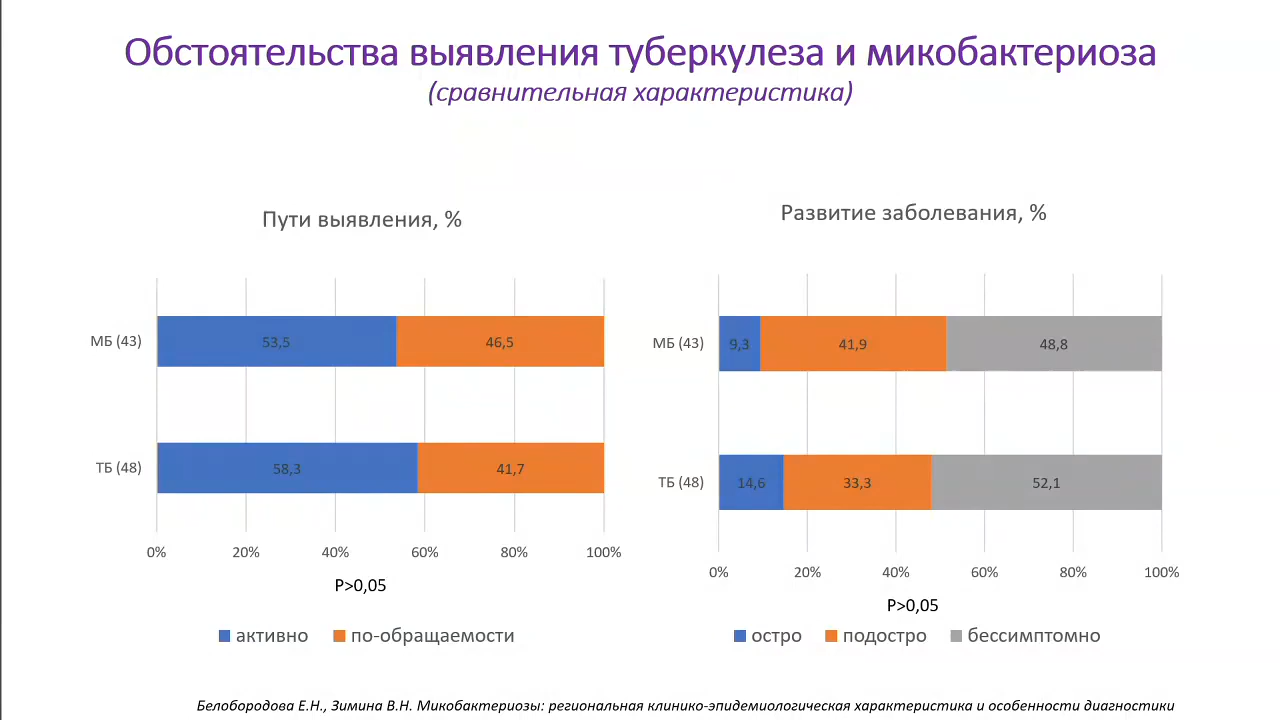 Обстоятельства выявления туберкулеза и микобактериоза
(сравнительная характеристика)
Пути выявления, %
МБ (43)
53,5
46,5
ТБ (48)
58,3
41,7
0%
20%
40%
60%
80%
100%
P>0,05
активно
по-обращаемости
Развитие заболевания, %
МБ (43)
9,3
41,9
48,8
ТБ (48)
14,6
33,3
52,1
0%
20%
40%
60%
80%
100%
P>0,05
остро
подостро
бессимптомно
Белобородова Е.Н., Зимина В.Н. Микобактериозы: региональная клинико-эпидемиологическая характеристика и особенности диагностики